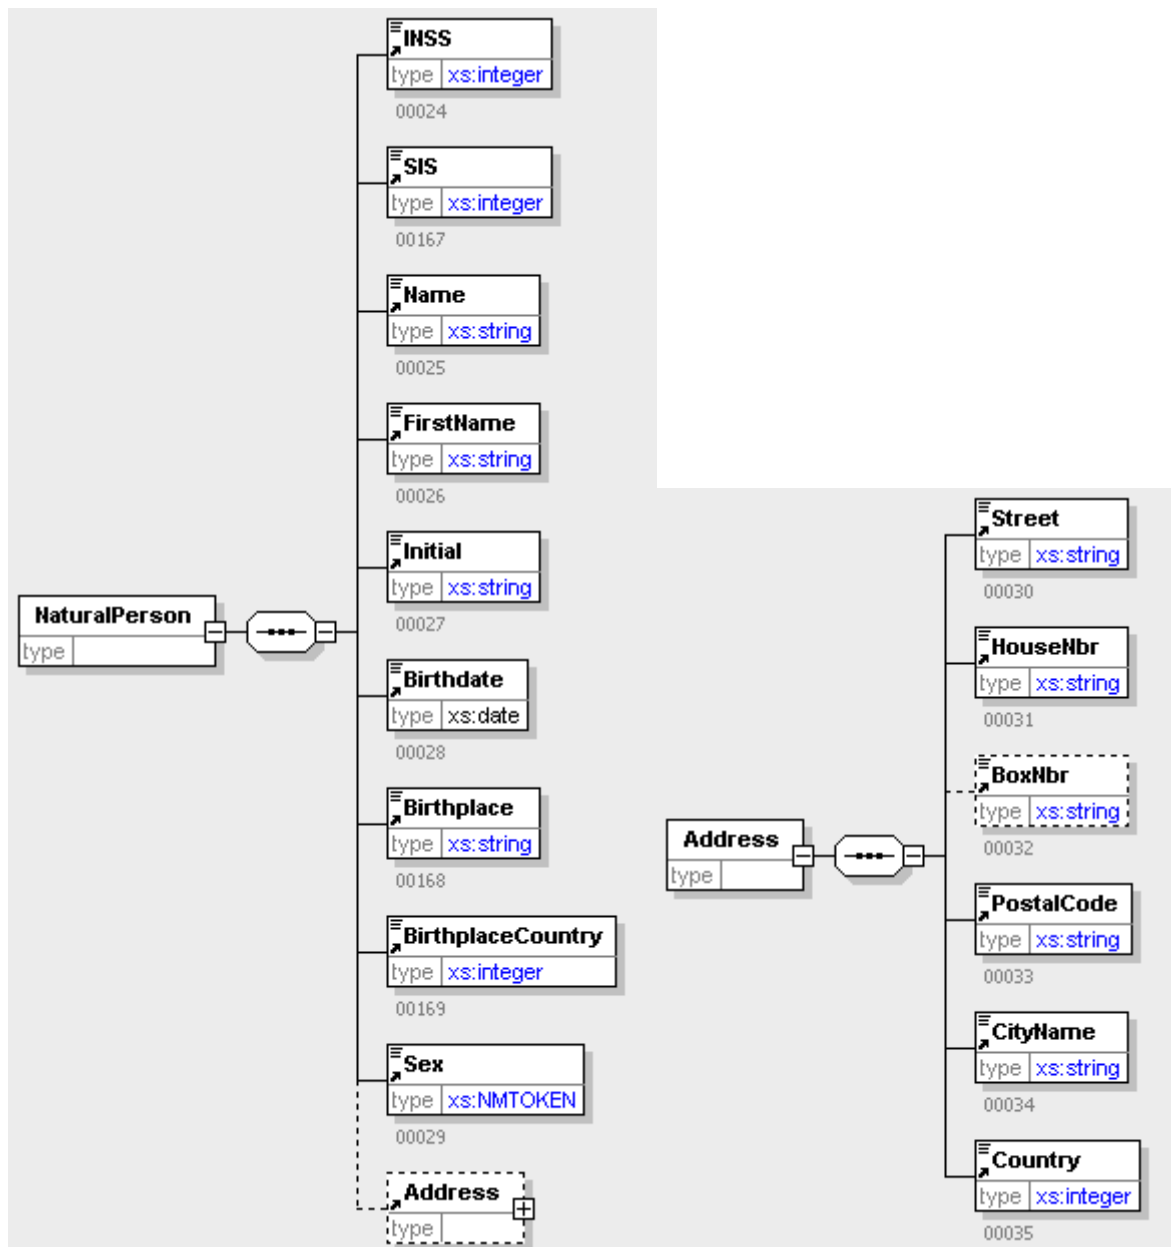 INSS
type xs:integer
00024
SIS
type xs:integer
00167
Name
type xs:string
00025
FirstName
type xs:string
00026
Initial
type xs:string
00027
NaturalPerson
type
Birthdate
type xs:date
00028
Birthplace
type xs:string
00168
BirthplaceCountry
type xs:integer
00169
Sex
type xs:NMTOKEN
00029
Address
type
Street
type xs:string
00030
HouseNbr
type xs:string
00031
BoxNbr
type xs:string
00032
Address
type
PostalCode
type xs:string
00033
CityName
type xs:string
00034
Country
type xs:integer
00035